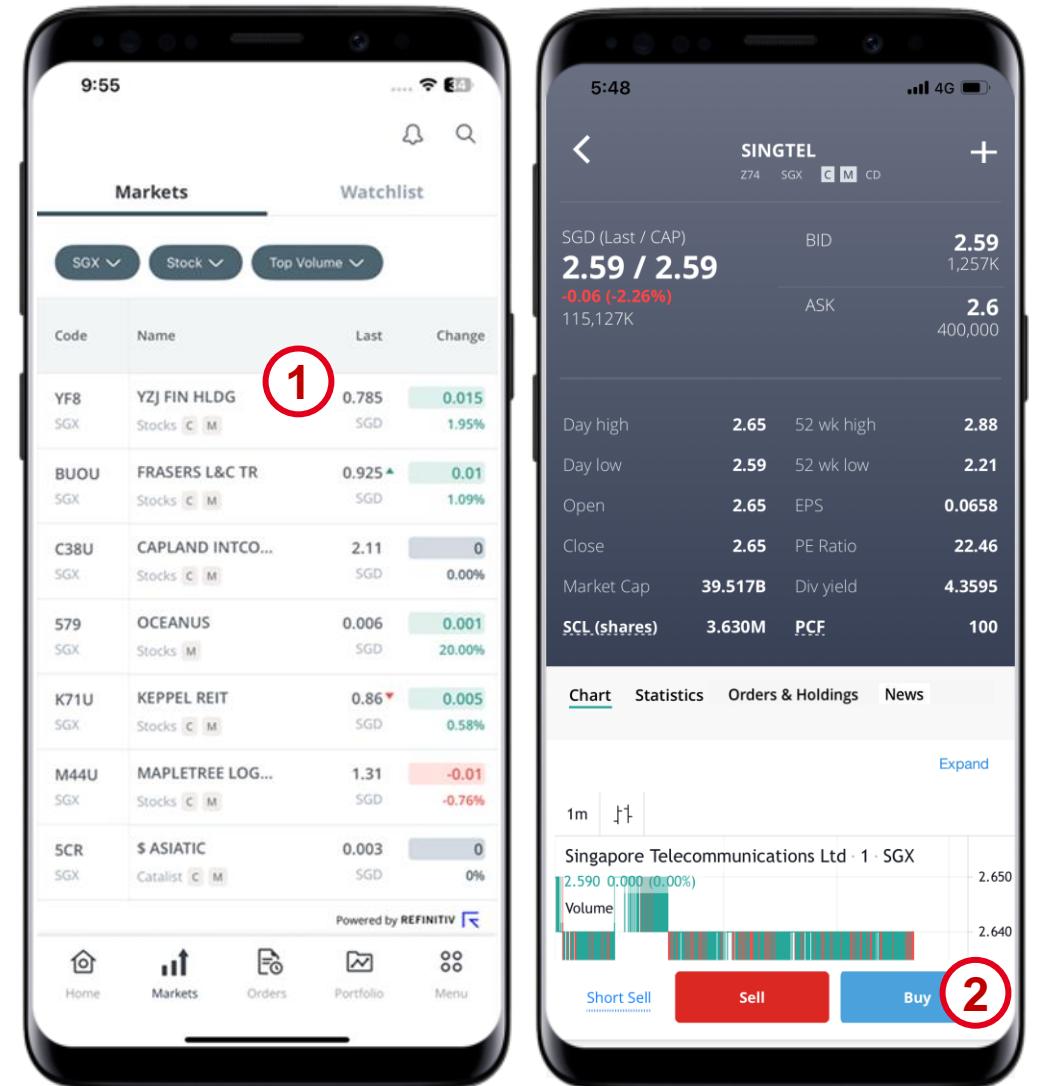 9:55
34
Markets Watchlist
SGX Stock Top Volume
Code Name Last Change
1
YF8 YZJ FIN HLDG 0.785 0.015
SGX Stocks C M SGD 1.95%
BUOU FRASERS L&C TR 0.925 0.01
SGX Stocks C M SGD 1.09%
C38U CAPLAND INTCO... 2.11 0
SGX Stocks C M SGD 0.00%
579 OCEANUS 0.006 0.001
SGX Stocks M SGD 20.00%
K71U KEPPEL REIT 0.86 0.005
SGX Stocks C M SGD 0.58%
M44U MAPLETREE LOG... 1.31 -0.01
SGX Stocks C M SGD -0.76%
5CR $ ASIATIC 0.003 0
SGX Catalist C M SGD 0%
Powered by REFINITIV
Home Markets Orders Portfolio Menu
5:48 4G
SINGTEL
Z74 SGX C M CD
SGD (Last / CAP) BID 2.59
2.59 / 2.59 1,257K
-0.06 (-2.26%) ASK 2.6
115,127K 400,000
Day high 2.65 52 wk high 2.88
Day low 2.59 52 wk low 2.21
Open 2.65 EPS 0.0658
Close 2.65 PE Ratio 22.46
Market Cap 39.517B Div yield 4.3595
SCL (shares) 3.630M PCF 100
Chart Statistics Orders & Holdings News
Expand
1m
Singapore Telecommunications Ltd · 1 · SGX
2.590 0.000 (0.00%) 2.650
Volume
2.640
Short Sell Sell Buy 2